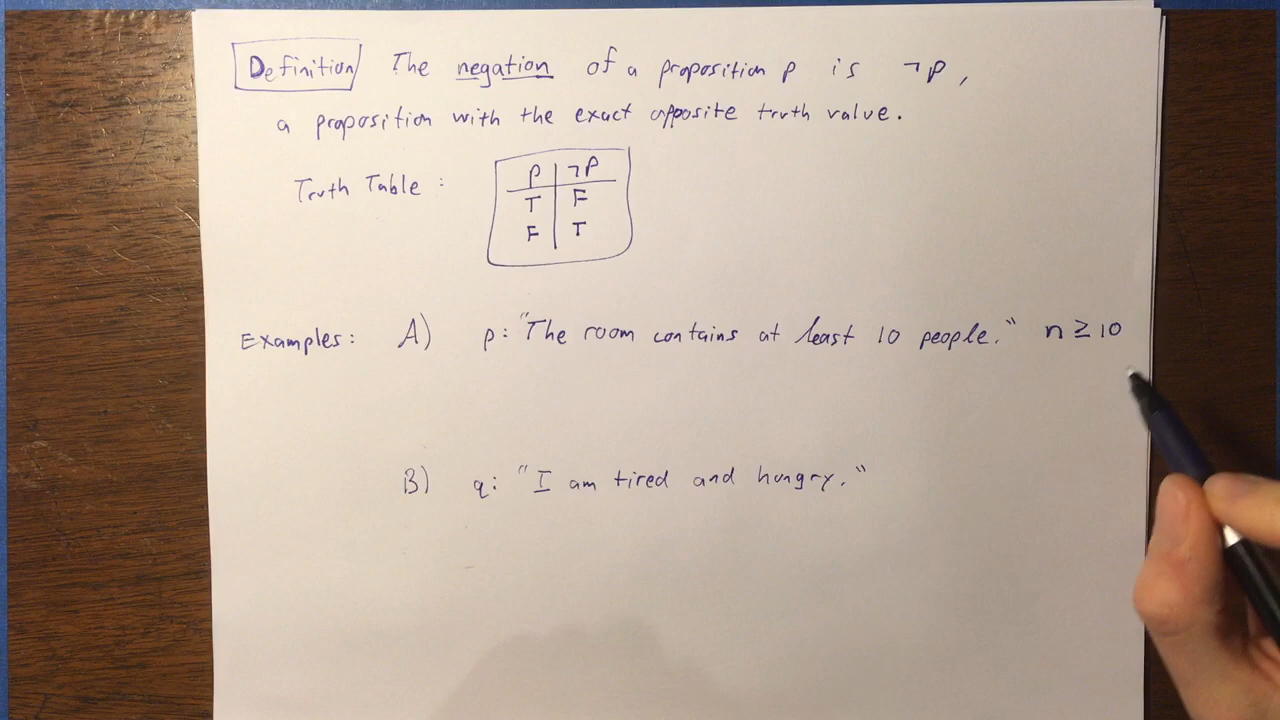 Definition The negation of a proposition p is ¬p,
a proposition with the exact opposite truth value.
Truth Table:
P ¬P
T F
F T
Examples: A) p: "The room contains at least 10 people." n ≥ 10
B) q: "I am tired and hungry."